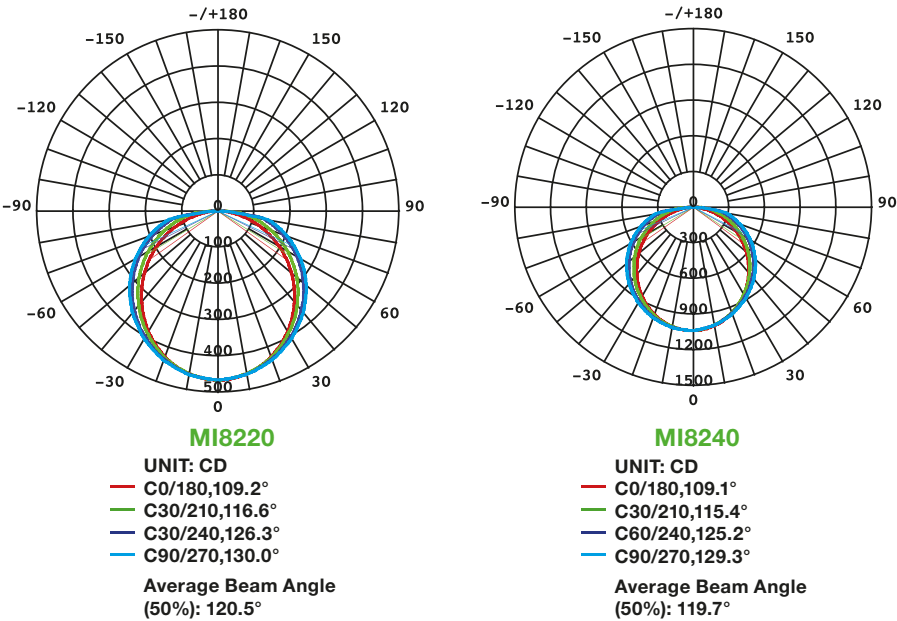 -/+180
-150
150
-120
120
-90
90
-60
60
-30
30
0
0
100
200
300
400
500
MI8220
UNIT: CD
C0/180,109.2°
C30/210,116.6°
C30/240,126.3°
C90/270,130.0°
Average Beam Angle
(50%): 120.5°
-/+180
-150
150
-120
120
-90
90
-60
60
-30
30
0
0
300
600
900
1200
1500
MI8240
UNIT: CD
C0/180,109.1°
C30/210,115.4°
C60/240,125.2°
C90/270,129.3°
Average Beam Angle
(50%): 119.7°